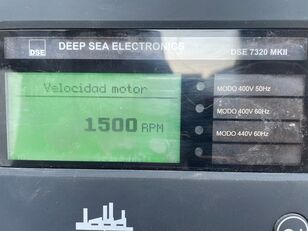 DSE
DEEP SEA ELECTRONICS
DSE 7320 MKII
Velocidad motor
1500 RPM
MODO 400V 50Hz
MODO 400V 60Hz
MODO 440V 60Hz